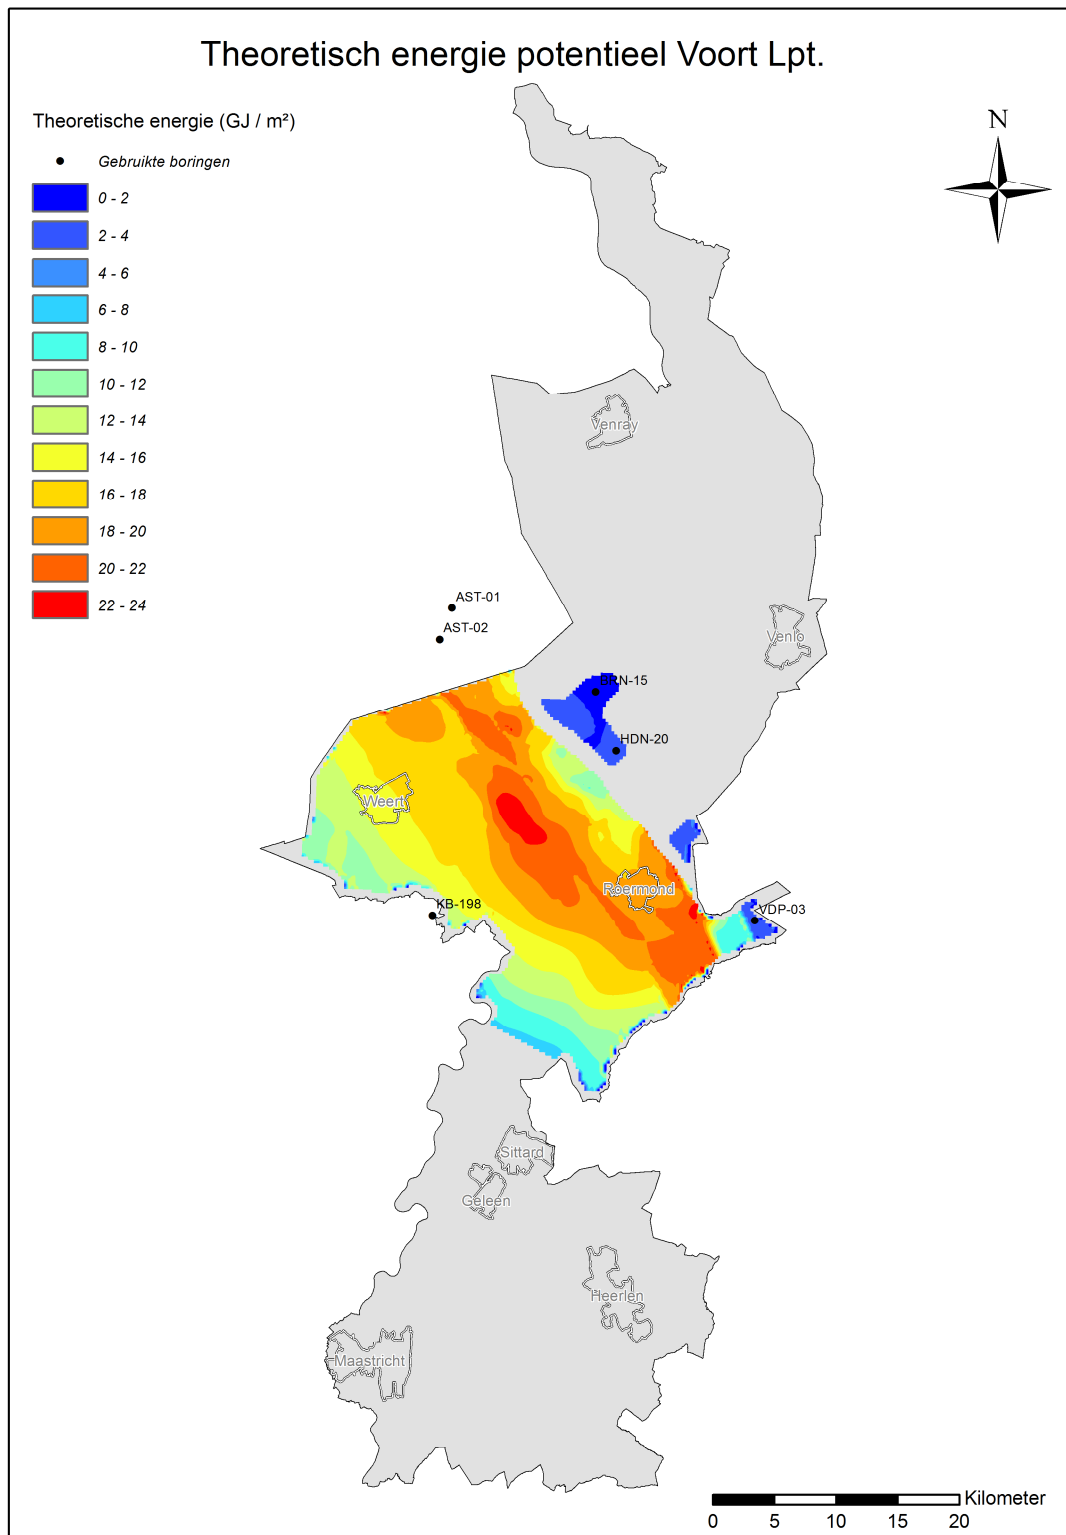 Theoretisch energie potentieel Voort Lpt.
Theoretische energie (GJ / m²)
Gebruikte boringen
0 - 2
2 - 4
4 - 6
6 - 8
8 - 10
10 - 12
12 - 14
14 - 16
16 - 18
18 - 20
20 - 22
22 - 24
N
Venray
AST-01
AST-02
Venlo
BRN-15
HDN-20
Weert
Roermond
KB-198
VDP-03
Sittard
Geleen
Heerlen
Maastricht
Kilometer
0 5 10 15 20